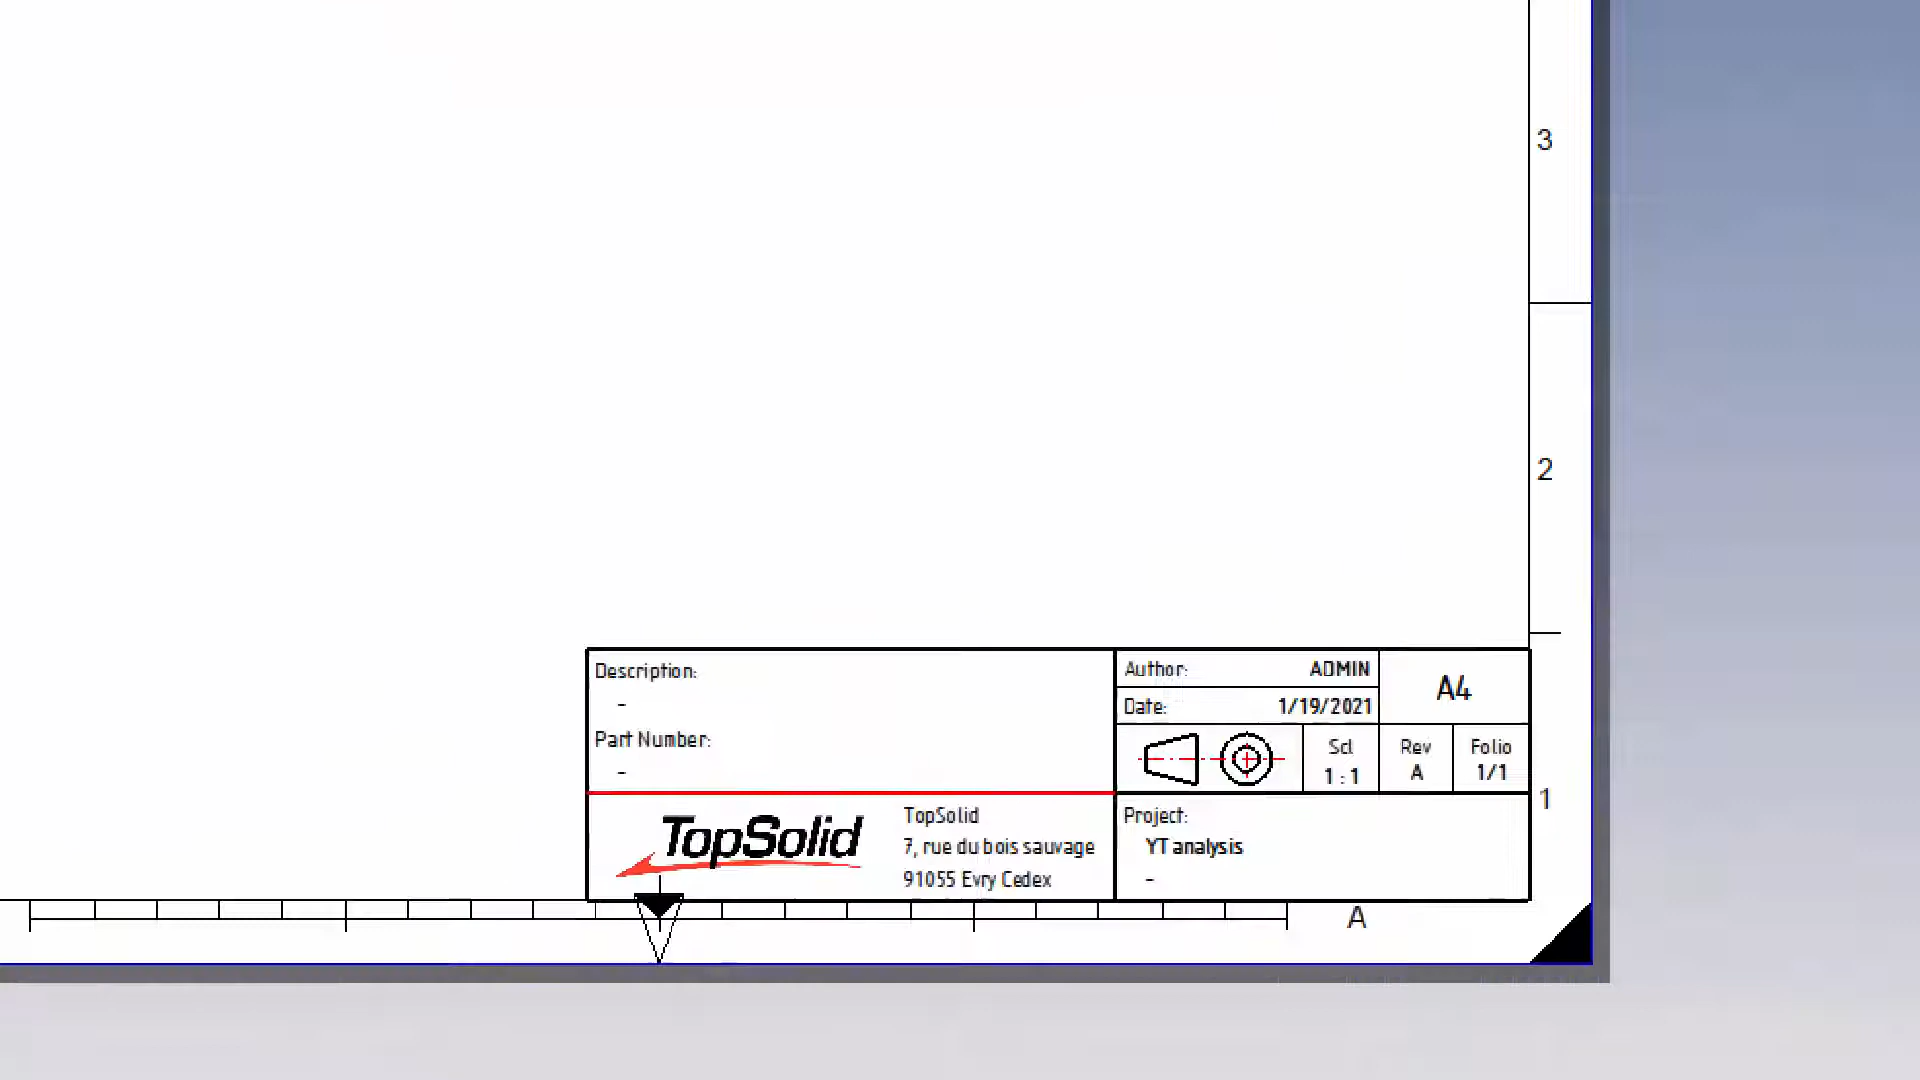 3
2
Description:
-
Part Number:
-
Author: ADMIN
Date: 1/19/2021
A4
Scl
1 : 1
Rev
A
Folio
1/1
1
TopSolid
TopSolid
7, rue du bois sauvage
91055 Evry Cedex
Project:
YT analysis
-
A